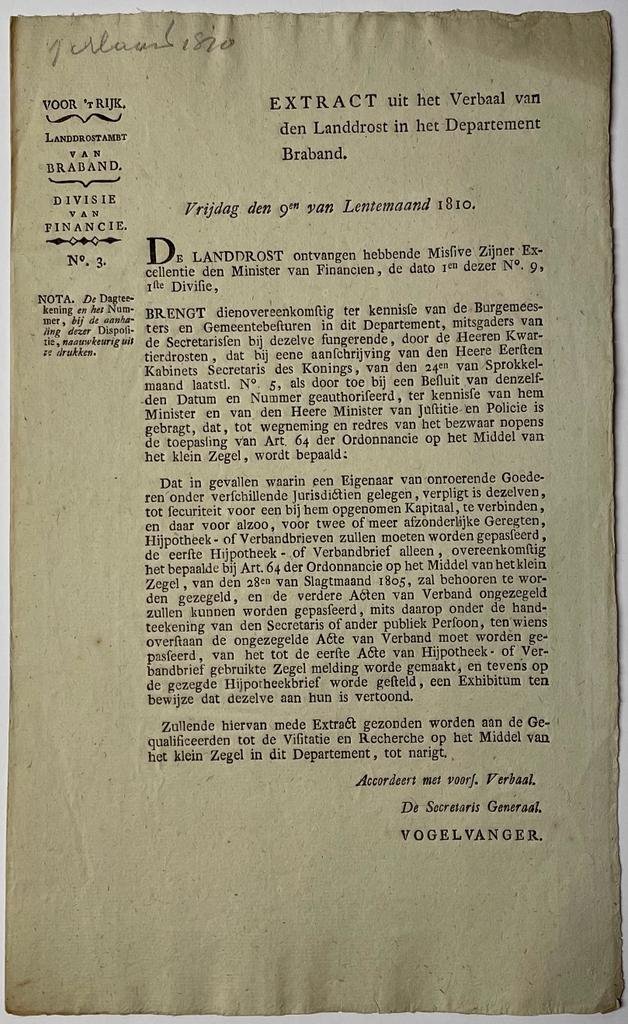 9 Maart 1810
VOOR 'T RIJK.
LANDDROSTAMBT
VAN
BRABAND.
DIVISIE
VAN
FINANCIE.
N°. 3.
NOTA. De Dagtee-
kening en het Num-
mer, bij de aanha-
ling dezer Dispoſi-
tie, naauwkeurig uit
te drukken.
EXTRACT uit het Verbaal van
den Landdrost in het Departement
Braband.
Vrijdag den 9en van Lentemaand 1810.
DE LANDDROST ontvangen hebbende Misſive Zijner Ex-
cellentie den Minister van Financien, de dato 1en dezer N°. 9,
1ſte Diviſie,
BRENGT dienovereenkomſtig ter kennisſe van de Burgemees-
ters en Gemeentebeſturen in dit Departement, mitsgaders van
de Secretarisſen bij dezelve fungerende, door de Heeren Kwar-
tierdrosten, dat bij eene aanſchrijving van den Heere Eerſten
Kabinets Secretaris des Konings, van den 24en van Sprokkel-
maand laatstl. N°. 5, als door toe bij een Beſluit van denzelf-
den Datum en Nummer geauthoriſeerd, ter kennisſe van hem
Minister en van den Heere Minister van Juſtitie en Policie is
gebragt, dat, tot wegneming en redres van het bezwaar nopens
de toepasſing van Art. 64 der Ordonnancie op het Middel van
het klein Zegel, wordt bepaald:
Dat in gevallen waarin een Eigenaar van onroerende Goede-
ren onder verſchillende Jurisdictien gelegen, verpligt is dezelven,
tot ſecuriteit voor een bij hem opgenomen Kapitaal, te verbinden,
en daar voor alzoo, voor twee of meer afzonderlijke Geregten,
Hijpotheek- of Verbandbrieven zullen moeten worden gepasſeerd,
de eerſte Hijpotheek- of Verbandbrief alleen, overeenkomſtig
het bepaalde bij Art. 64 der Ordonnancie op het Middel van het klein
Zegel, van den 28en van Slagtmaand 1805, zal behooren te wor-
den gezegeld, en de verdere Acten van Verband ongezegeld
zullen kunnen worden gepasſeerd, mits daarop onder de hand-
teekening van den Secretaris of ander publiek Perſoon, ten wiens
overſtaan de ongezegelde Acte van Verband moet worden ge-
pasſeerd, van het tot de eerſte Acte van Hijpotheek- of Ver-
bandbrief gebruikte Zegel melding worde gemaakt, en tevens op
de gezegde Hijpotheekbrief worde geſteld, een Exhibitum ten
bewijze dat dezelve aan hun is vertoond.
Zullende hiervan mede Extract gezonden worden aan de Ge-
qualificeerden tot de Viſitatie en Recherche op het Middel van
het klein Zegel in dit Departement, tot narigt.
Accordeert met voorſ. Verbaal.
De Secretaris Generaal.
VOGELVANGER.